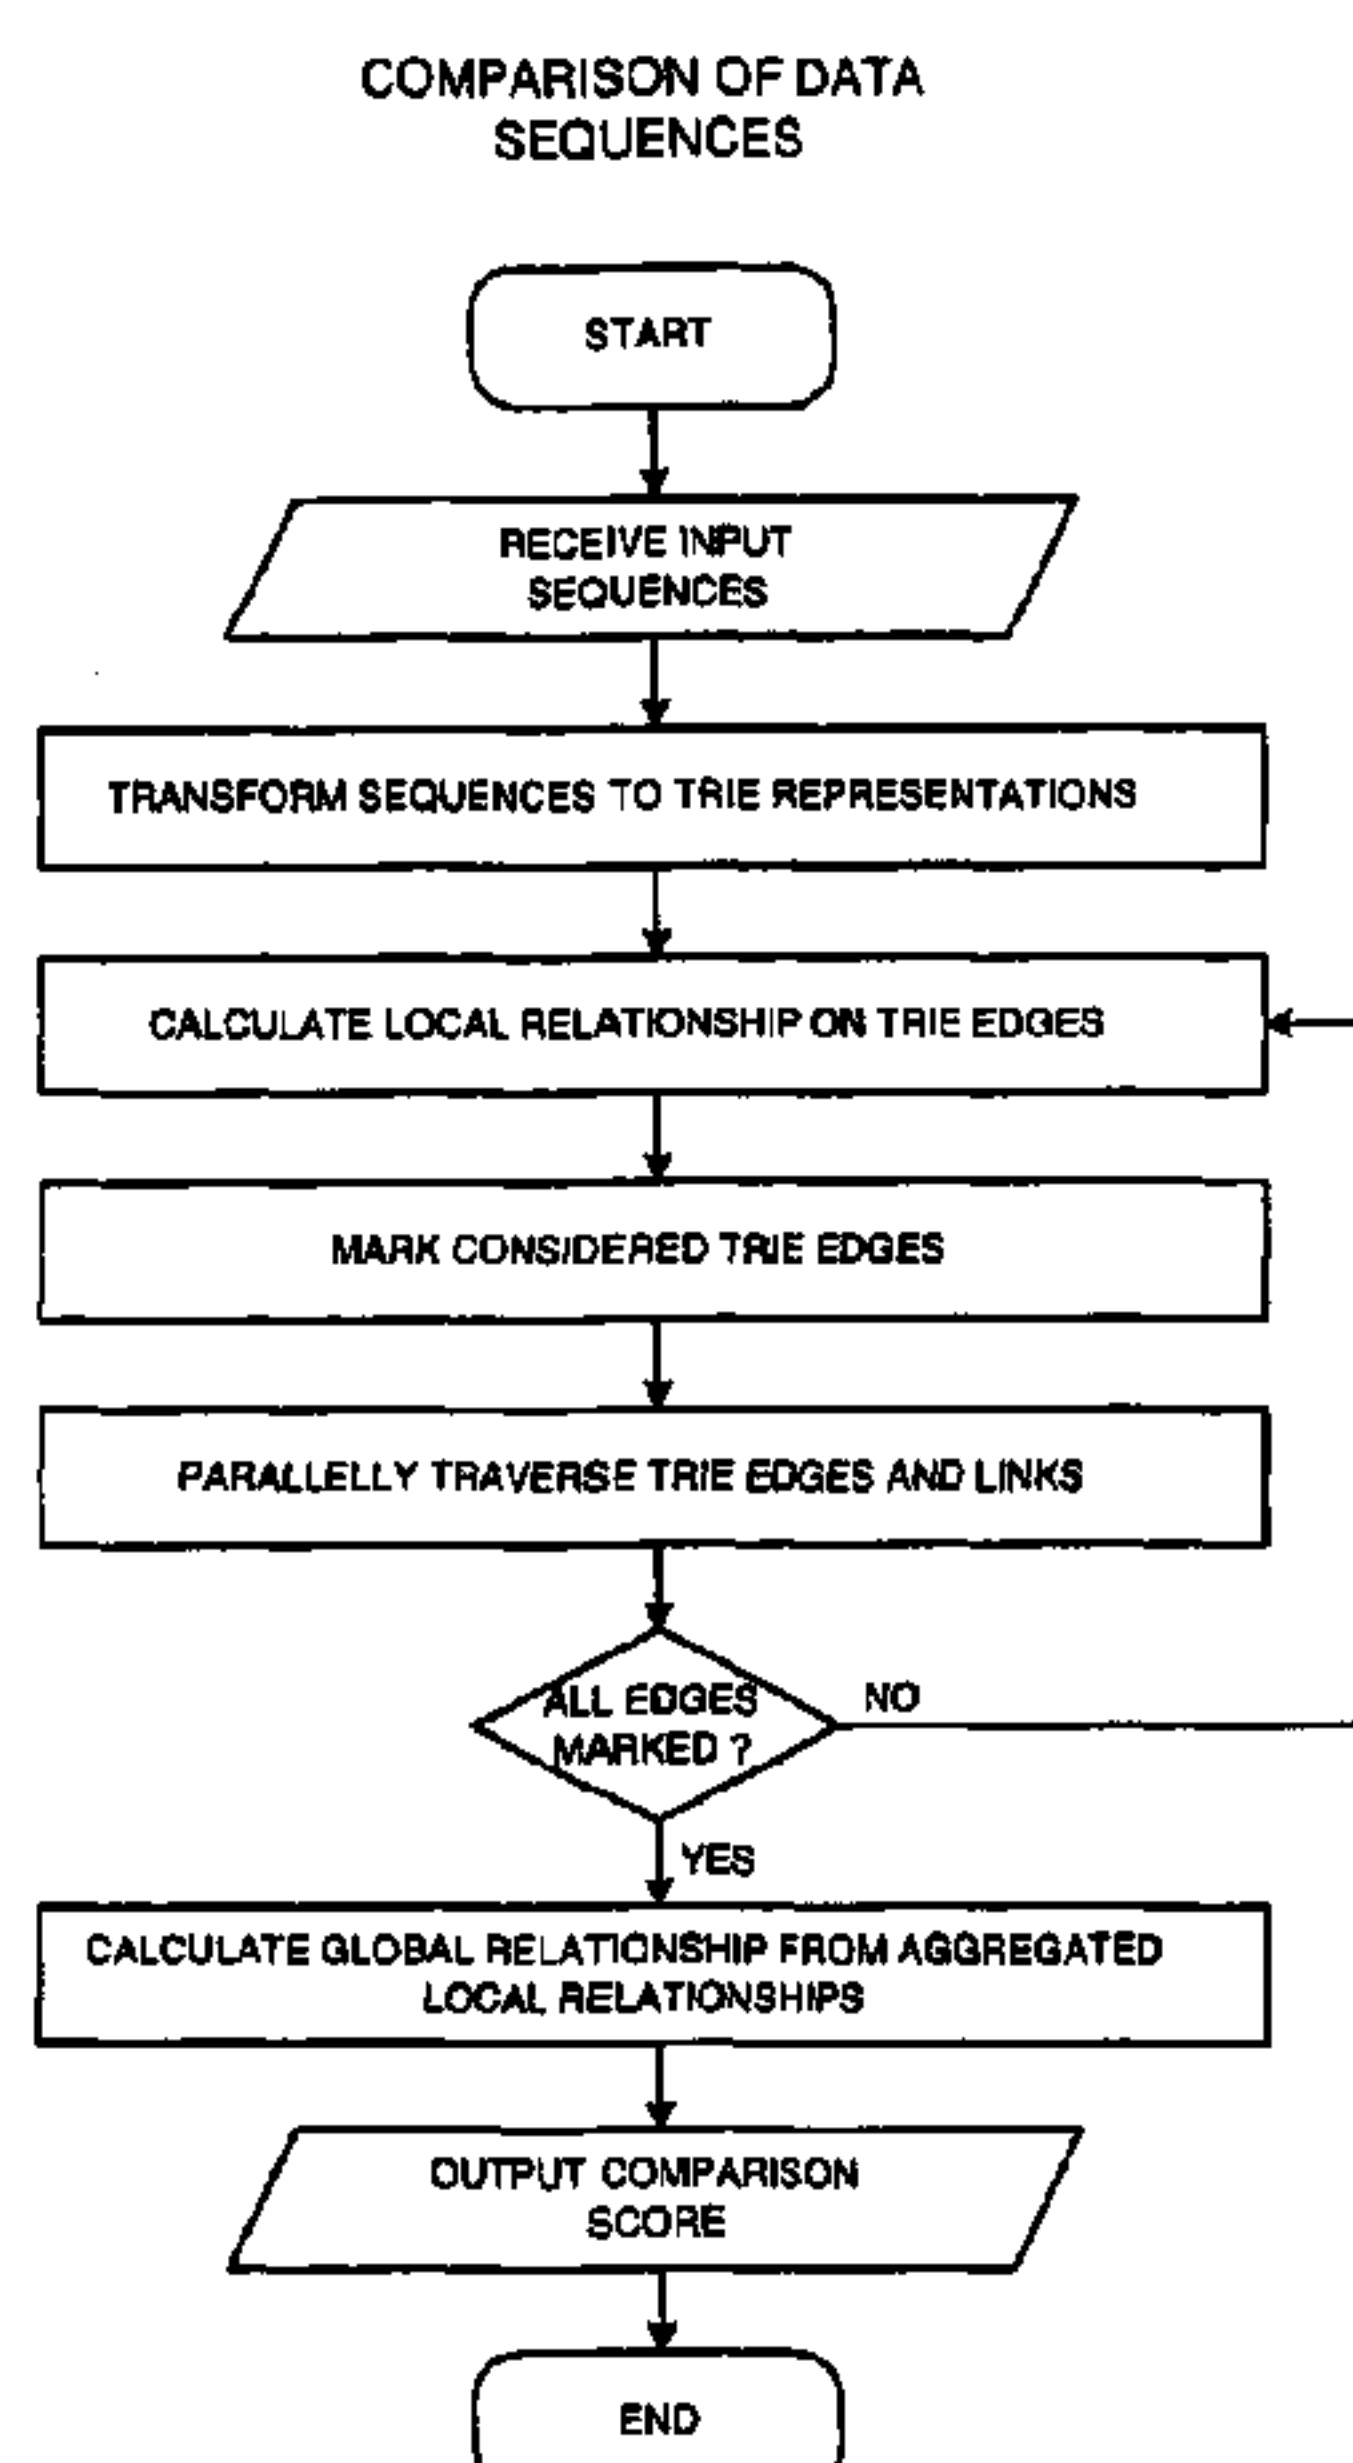 COMPARISON OF DATA
SEQUENCES
START
RECEIVE INPUT
SEQUENCES
TRANSFORM SEQUENCES TO TRIE REPRESENTATIONS
CALCULATE LOCAL RELATIONSHIP ON TRIE EDGES
MARK CONSIDERED TRIE EDGES
PARALLELLY TRAVERSE TRIE EDGES AND LINKS
ALL EDGES
MARKED ?
NO
YES
CALCULATE GLOBAL RELATIONSHIP FROM AGGREGATED
LOCAL RELATIONSHIPS
OUTPUT COMPARISON
SCORE
END